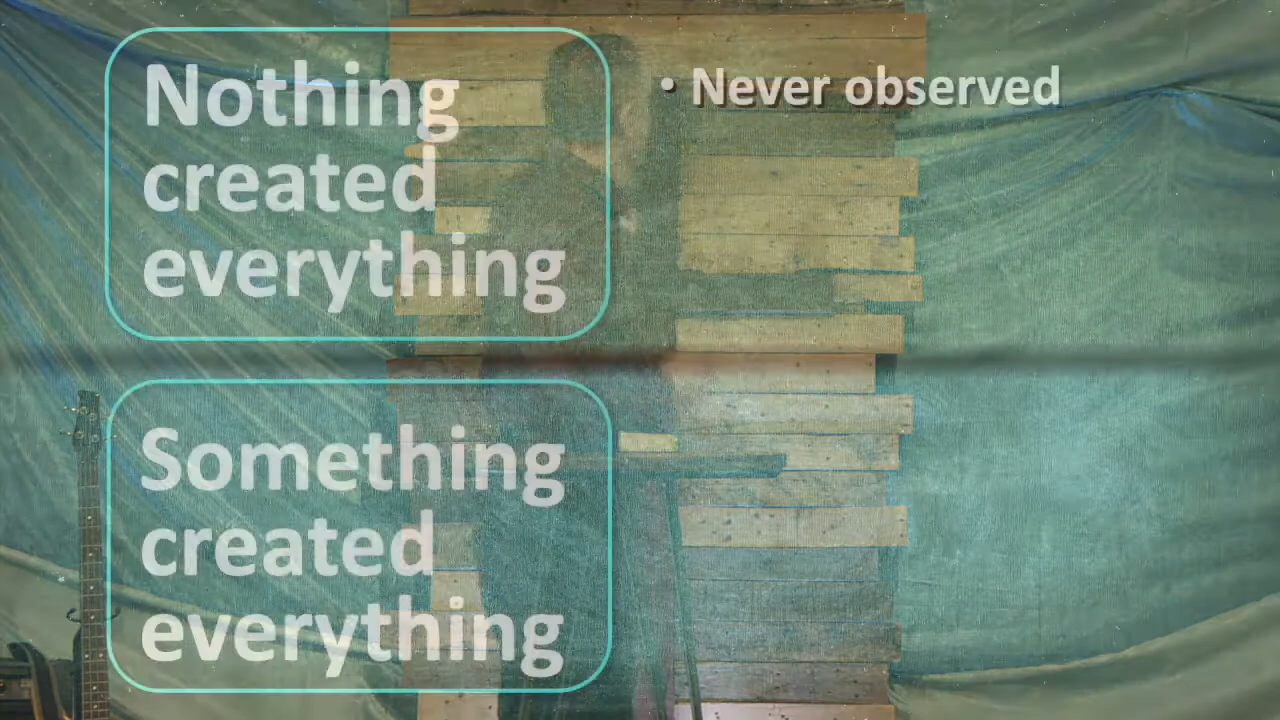 Nothing
created
everything
• Never observed
Something
created
everything